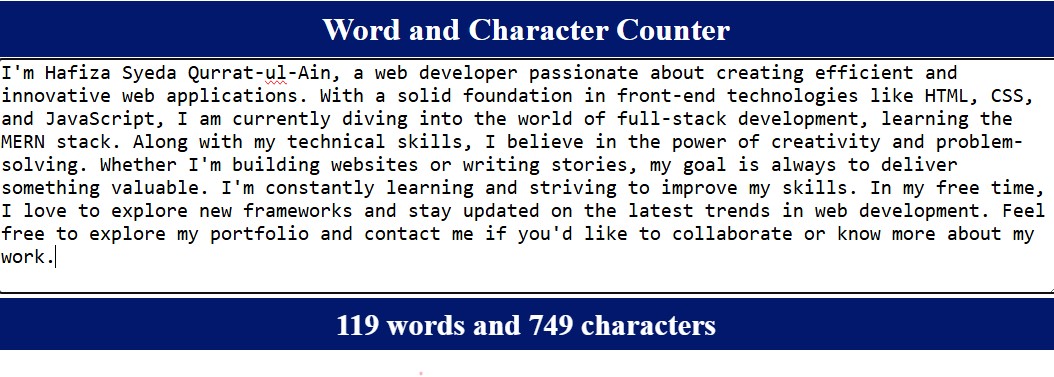 Word and Character Counter
I'm Hafiza Syeda Qurrat-ul-Ain, a web developer passionate about creating efficient and
innovative web applications. With a solid foundation in front-end technologies like HTML, CSS,
and JavaScript, I am currently diving into the world of full-stack development, learning the
MERN stack. Along with my technical skills, I believe in the power of creativity and problem-
solving. Whether I'm building websites or writing stories, my goal is always to deliver
something valuable. I'm constantly learning and striving to improve my skills. In my free time,
I love to explore new frameworks and stay updated on the latest trends in web development. Feel
free to explore my portfolio and contact me if you'd like to collaborate or know more about my
work.
119 words and 749 characters